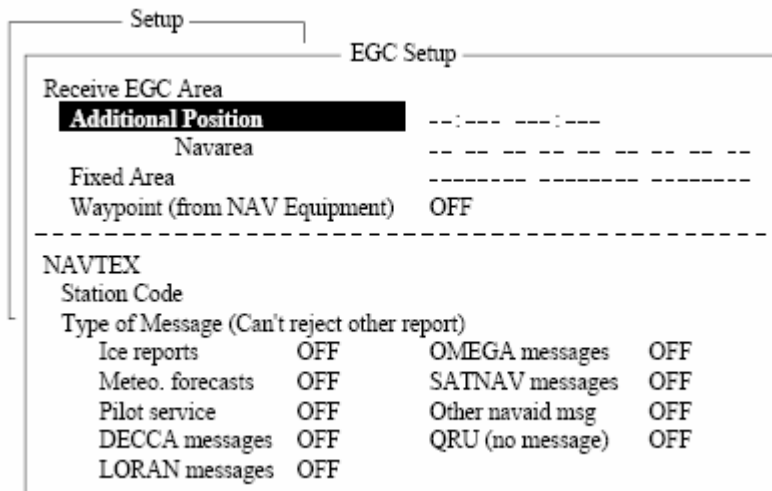 Setup
EGC Setup
Receive EGC Area
Additional Position --:--- ---:---
Navarea -- -- -- -- -- -- -- -- --
Fixed Area -------- -------- --------
Waypoint (from NAV Equipment) OFF
NAVTEX
Station Code
Type of Message (Can't reject other report)
Ice reports OFF OMEGA messages OFF
Meteo. forecasts OFF SATNAV messages OFF
Pilot service OFF Other navaid msg OFF
DECCA messages OFF QRU (no message) OFF
LORAN messages OFF